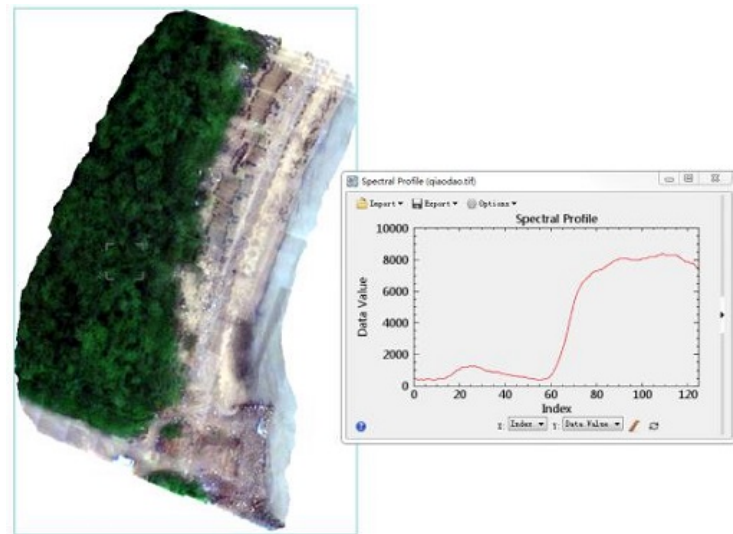 Spectral Profile (qiaodao.tif)
Import Export Options
Spectral Profile
10000
8000
6000
4000
2000
0
Data Value
0 20 40 60 80 100 120
Index
X: Index Y: Data Value